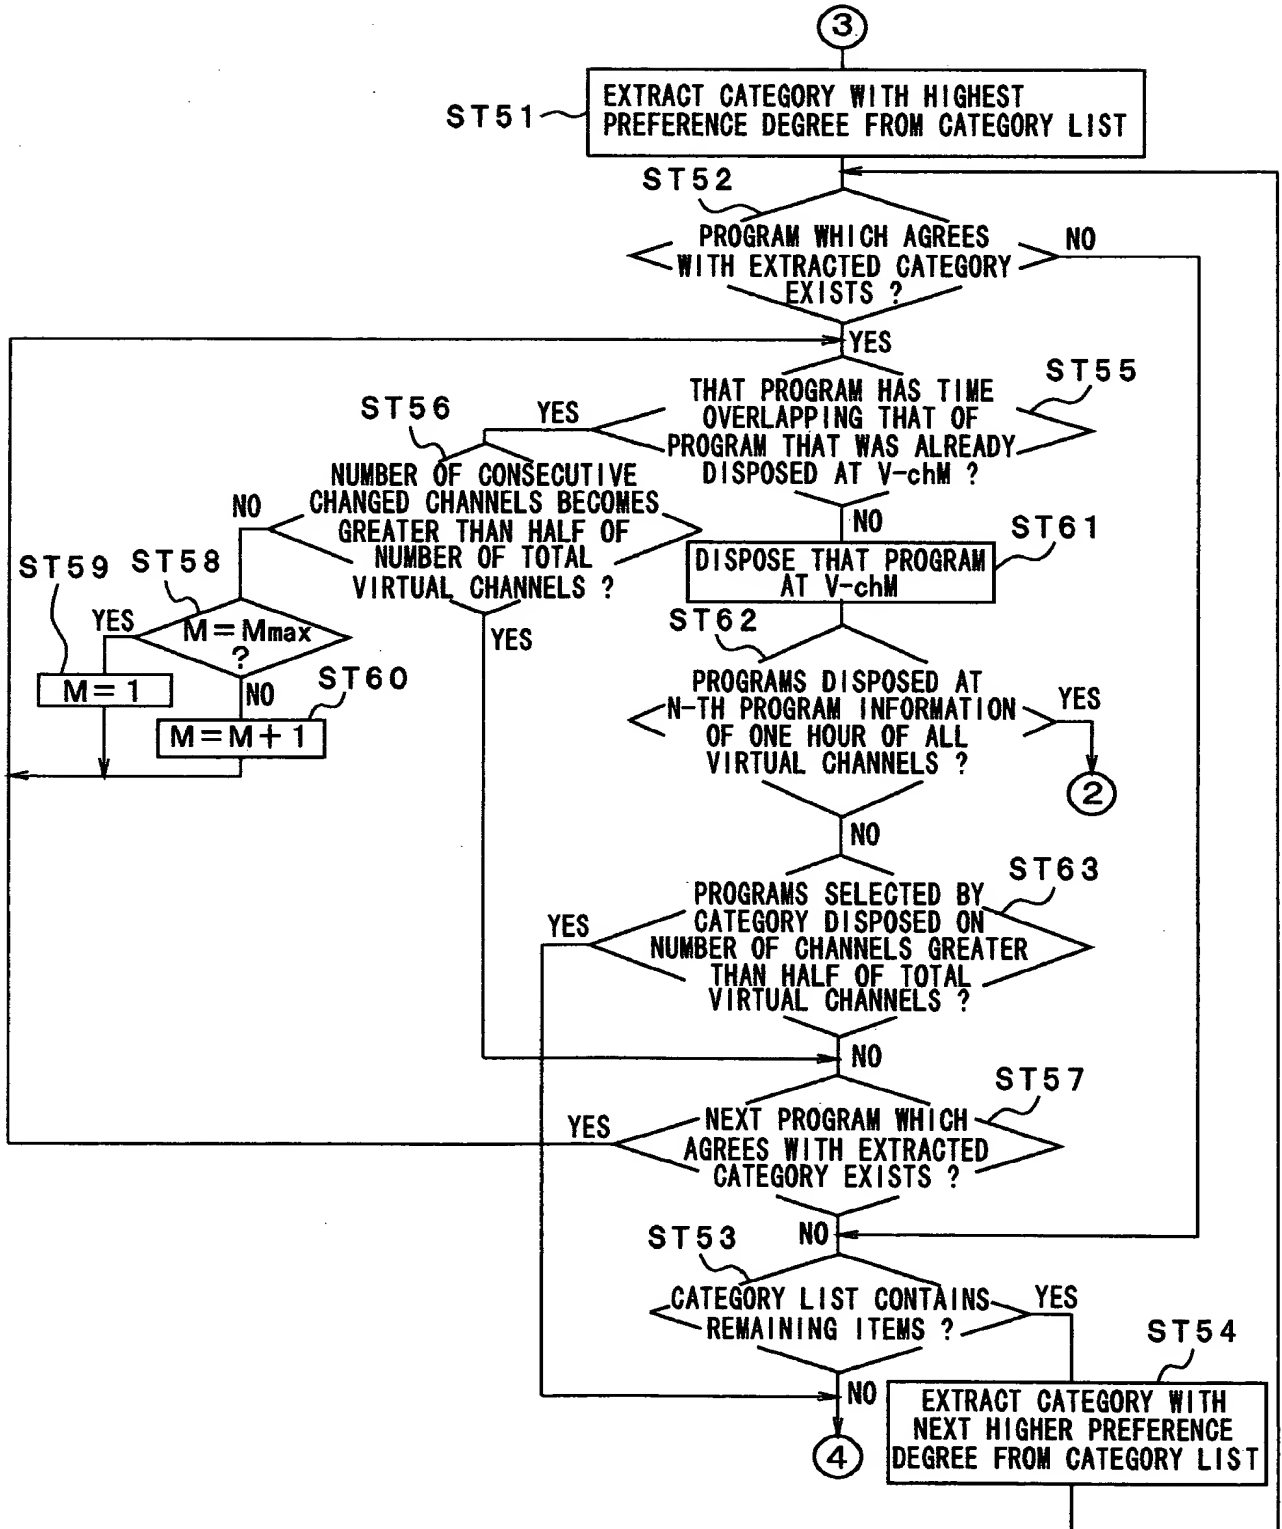 3
ST51
EXTRACT CATEGORY WITH HIGHEST
PREFERENCE DEGREE FROM CATEGORY LIST
ST52
PROGRAM WHICH AGREES
WITH EXTRACTED CATEGORY
EXISTS ?
NO
YES
ST55
THAT PROGRAM HAS TIME
OVERLAPPING THAT OF
PROGRAM THAT WAS ALREADY
DISPOSED AT V-chM ?
YES
NO
ST56
NUMBER OF CONSECUTIVE
CHANGED CHANNELS BECOMES
GREATER THAN HALF OF
NUMBER OF TOTAL
VIRTUAL CHANNELS ?
NO
YES
ST58
M=Mmax
?
YES
NO
ST59
M=1
ST60
M=M+1
ST61
DISPOSE THAT PROGRAM
AT V-chM
ST62
PROGRAMS DISPOSED AT
N-TH PROGRAM INFORMATION
OF ONE HOUR OF ALL
VIRTUAL CHANNELS ?
YES
2
NO
ST63
PROGRAMS SELECTED BY
CATEGORY DISPOSED ON
NUMBER OF CHANNELS GREATER
THAN HALF OF TOTAL
VIRTUAL CHANNELS ?
YES
NO
ST57
NEXT PROGRAM WHICH
AGREES WITH EXTRACTED
CATEGORY EXISTS ?
YES
NO
ST53
CATEGORY LIST CONTAINS
REMAINING ITEMS ?
YES
NO
ST54
EXTRACT CATEGORY WITH
NEXT HIGHER PREFERENCE
DEGREE FROM CATEGORY LIST
4